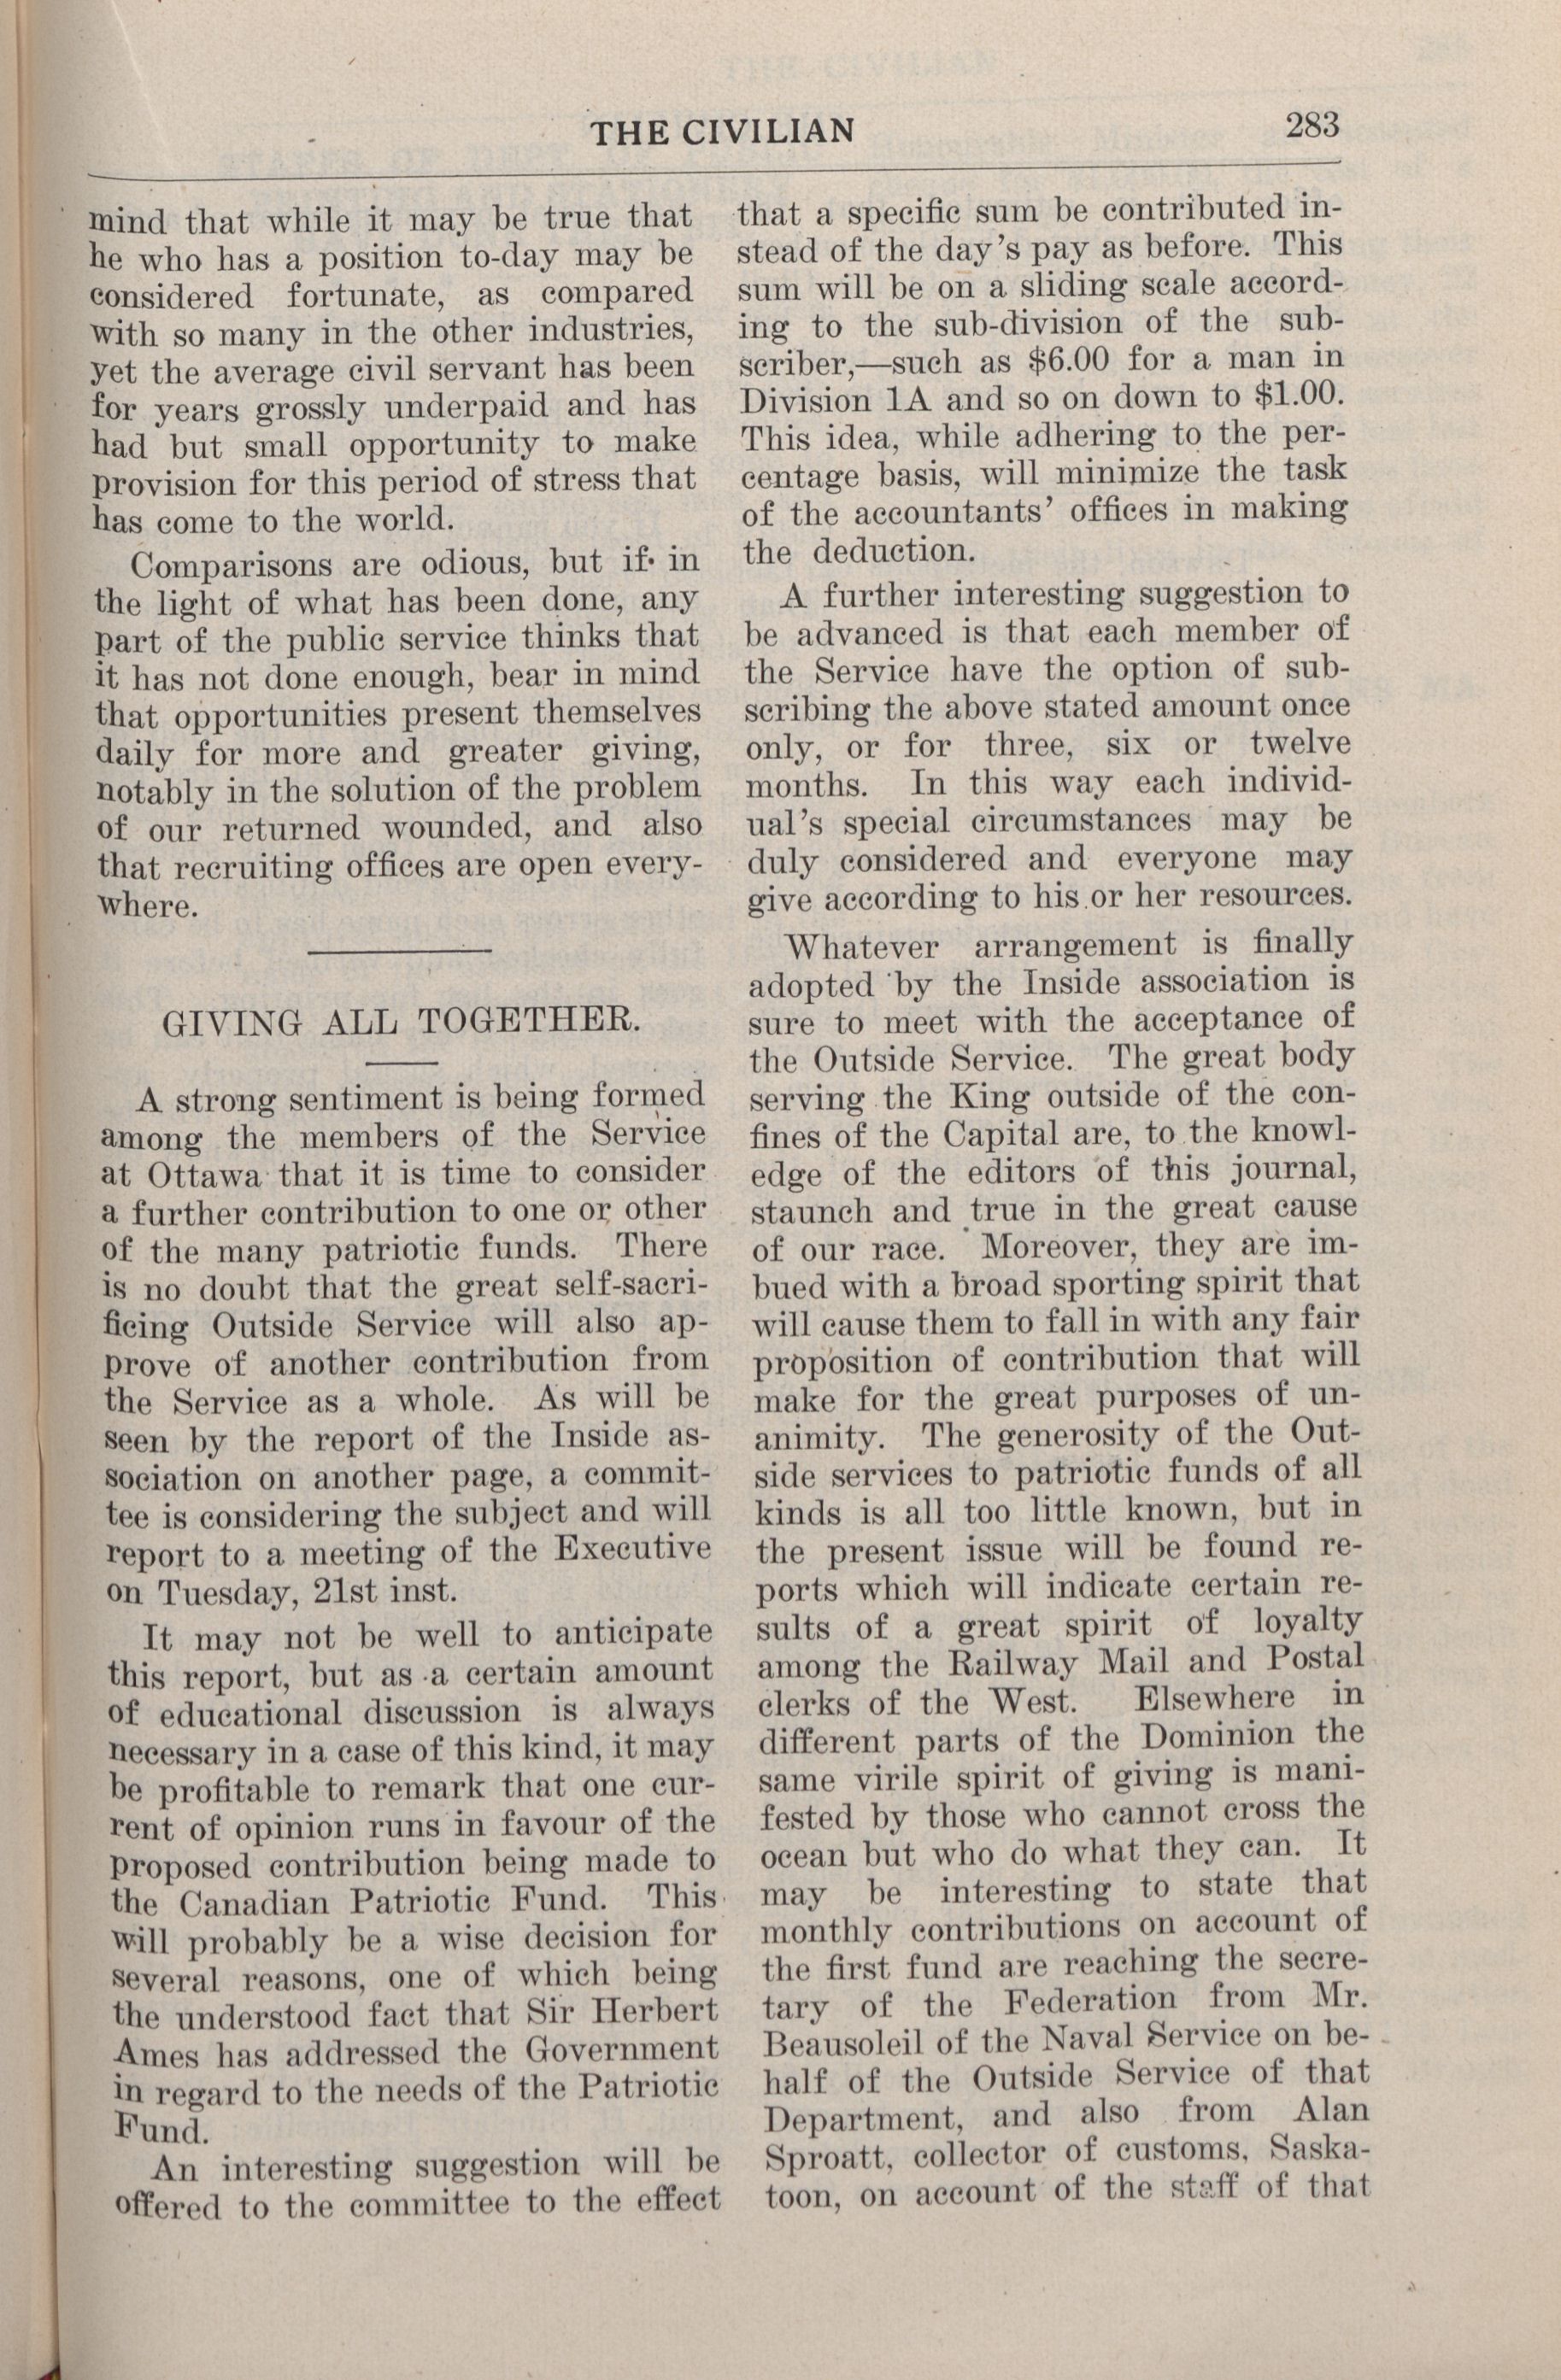 THE CIVILIAN
283
mind that while it may be true that
he who has a position to-day may be
considered fortunate, as compared
with so many in the other industries,
yet the average civil servant has been
for years grossly underpaid and has
had but small opportunity to make
provision for this period of stress that
has come to the world.
Comparisons are odious, but if in
the light of what has been done, any
part of the public service thinks that
it has not done enough, bear in mind
that opportunities present themselves
daily for more and greater giving,
notably in the solution of the problem
of our returned wounded, and also
that recruiting offices are open every-
where.
GIVING ALL TOGETHER.
A strong sentiment is being formed
among the members of the Service
at Ottawa that it is time to consider
a further contribution to one or other
of the many patriotic funds. There
is no doubt that the great self-sacri-
ficing Outside Service will also ap-
prove of another contribution from
the Service as a whole. As will be
seen by the report of the Inside as-
sociation on another page, a commit-
tee is considering the subject and will
report to a meeting of the Executive
on Tuesday, 21st inst.
It may not be well to anticipate
this report, but as a certain amount
of educational discussion is always
necessary in a case of this kind, it may
be profitable to remark that one cur-
rent of opinion runs in favour of the
proposed contribution being made to
the Canadian Patriotic Fund. This
will probably be a wise decision for
several reasons, one of which being
the understood fact that Sir Herbert
Ames has addressed the Government
in regard to the needs of the Patriotic
Fund.
An interesting suggestion will be
offered to the committee to the effect
that a specific sum be contributed in-
stead of the day's pay as before. This
sum will be on a sliding scale accord-
ing to the sub-division of the sub-
scriber,—such as $6.00 for a man in
Division 1A and so on down to $1.00.
This idea, while adhering to the per-
centage basis, will minimize the task
of the accountants' offices in making
the deduction.
A further interesting suggestion to
be advanced is that each member of
the Service have the option of sub-
scribing the above stated amount once
only, or for three, six or twelve
months. In this way each individ-
ual's special circumstances may be
duly considered and everyone may
give according to his or her resources.
Whatever arrangement is finally
adopted by the Inside association is
sure to meet with the acceptance of
the Outside Service. The great body
serving the King outside of the con-
fines of the Capital are, to the knowl-
edge of the editors of this journal,
staunch and true in the great cause
of our race. Moreover, they are im-
bued with a broad sporting spirit that
will cause them to fall in with any fair
proposition of contribution that will
make for the great purposes of un-
animity. The generosity of the Out-
side services to patriotic funds of all
kinds is all too little known, but in
the present issue will be found re-
ports which will indicate certain re-
sults of a great spirit of loyalty
among the Railway Mail and Postal
clerks of the West. Elsewhere in
different parts of the Dominion the
same virile spirit of giving is mani-
fested by those who cannot cross the
ocean but who do what they can. It
may be interesting to state that
monthly contributions on account of
the first fund are reaching the secre-
tary of the Federation from Mr.
Beausoleil of the Naval Service on be-
half of the Outside Service of that
Department, and also from Alan
Sproatt, collector of customs, Saska-
toon, on account of the staff of that